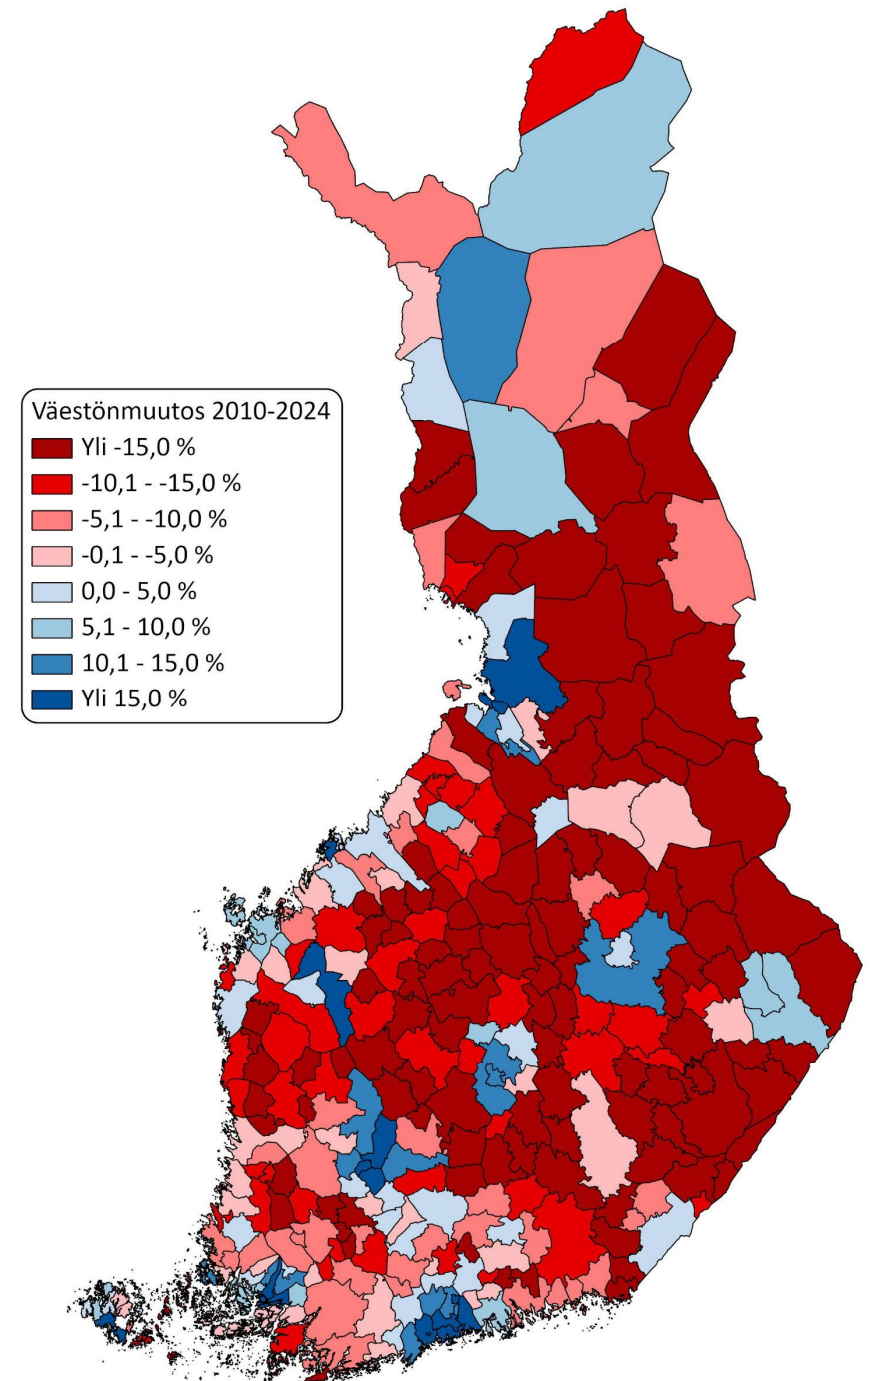 Väestönmuutos 2010-2024
Yli -15,0 %
-10,1 - -15,0 %
-5,1 - -10,0 %
-0,1 - -5,0 %
0,0 - 5,0 %
5,1 - 10,0 %
10,1 - 15,0 %
Yli 15,0 %